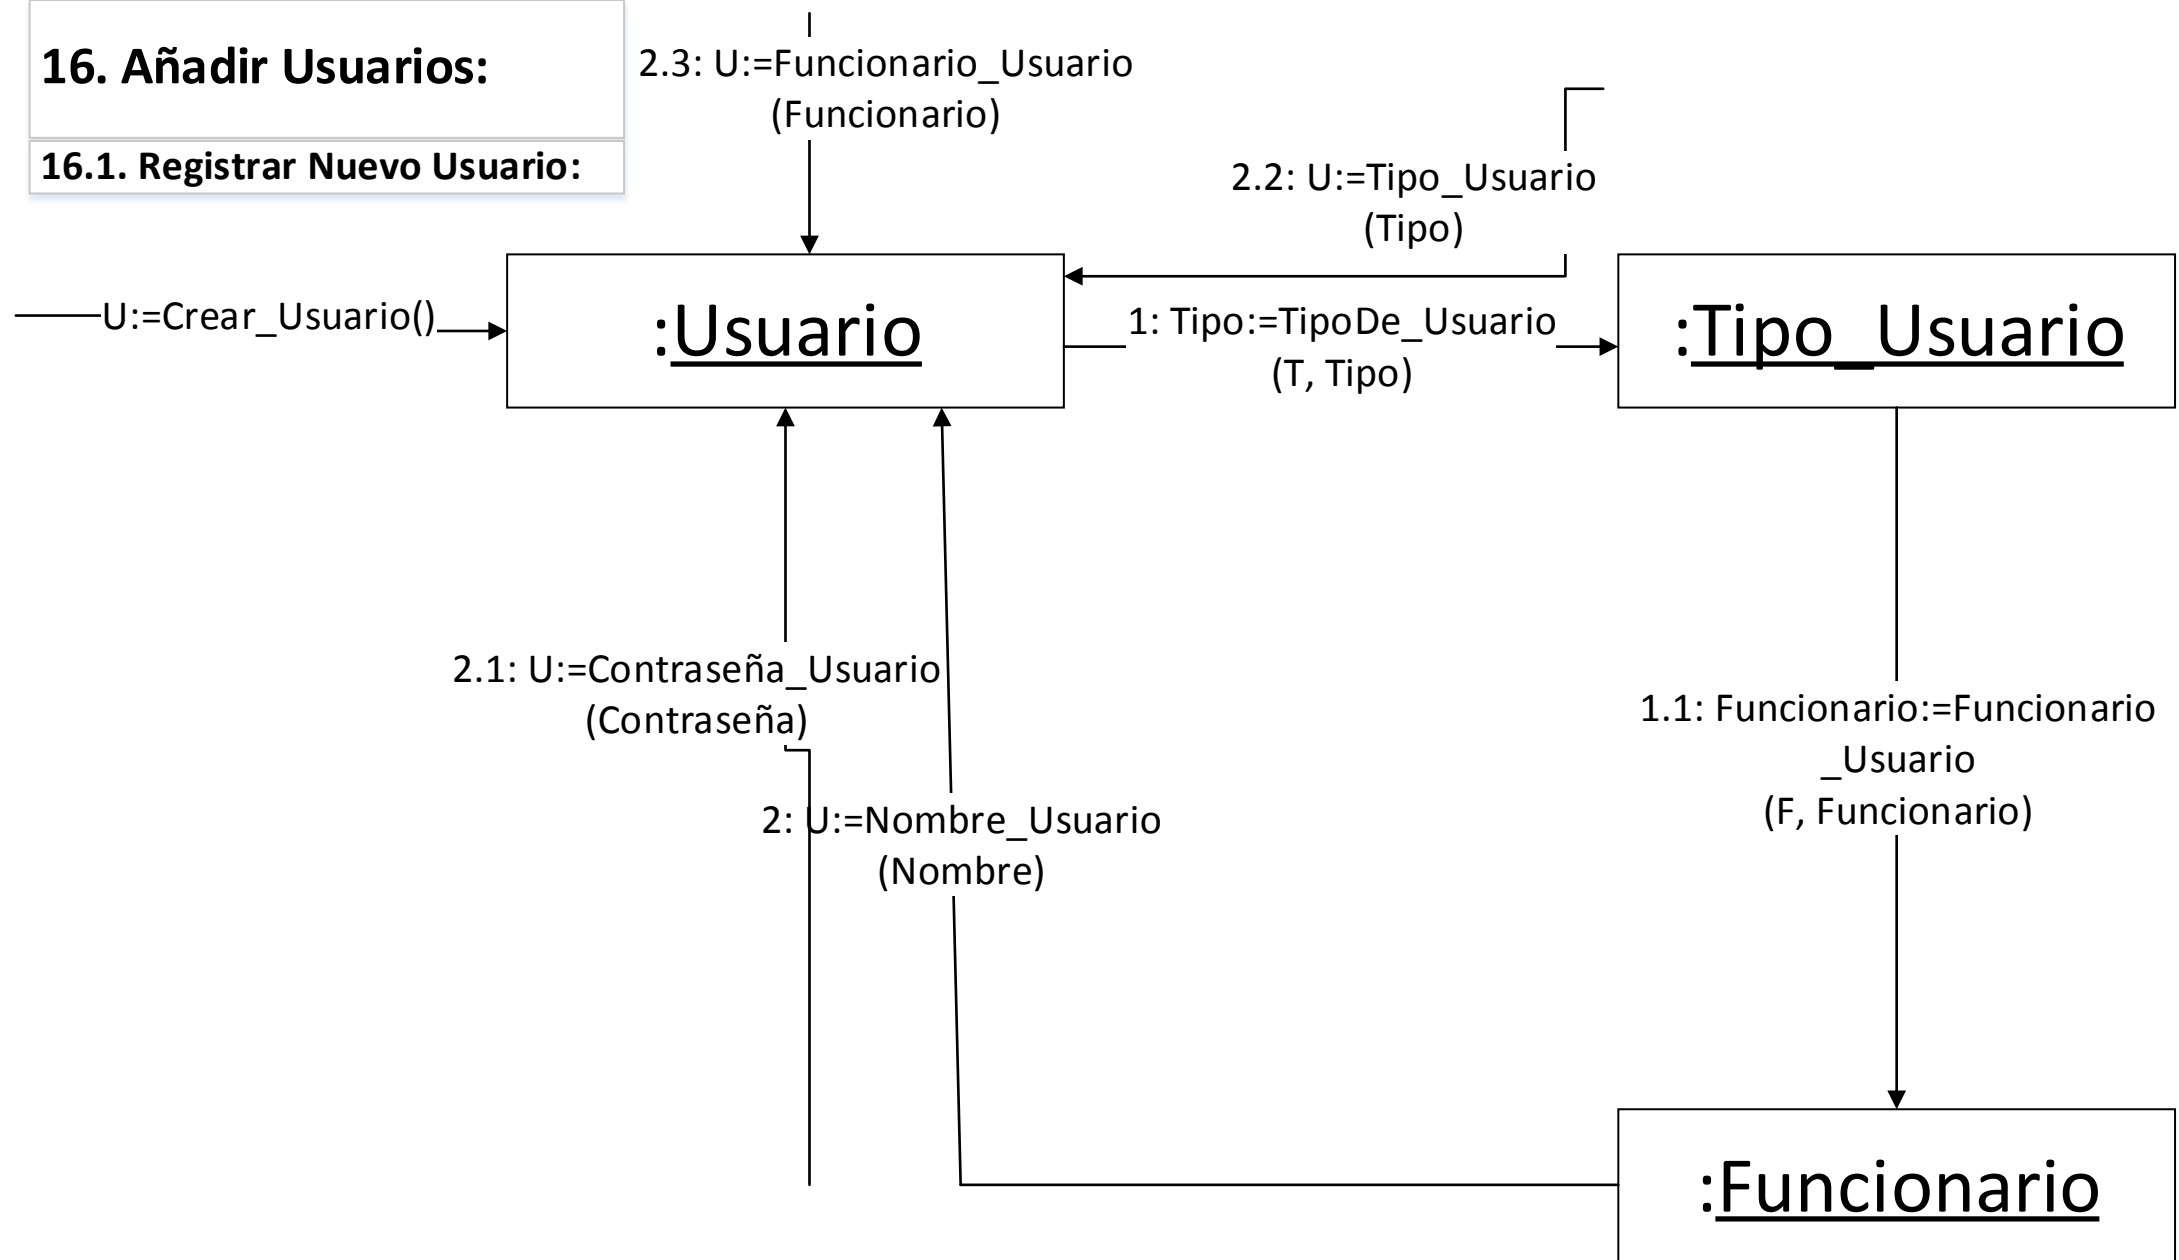 16. Añadir Usuarios:
16.1. Registrar Nuevo Usuario:
2.3: U:=Funcionario_Usuario
(Funcionario)
2.2: U:=Tipo_Usuario
(Tipo)
U:=Crear_Usuario()
:Usuario
1: Tipo:=TipoDe_Usuario
(T, Tipo)
:Tipo_Usuario
2.1: U:=Contraseña_Usuario
(Contraseña)
1.1: Funcionario:=Funcionario
_Usuario
(F, Funcionario)
2: U:=Nombre_Usuario
(Nombre)
:Funcionario